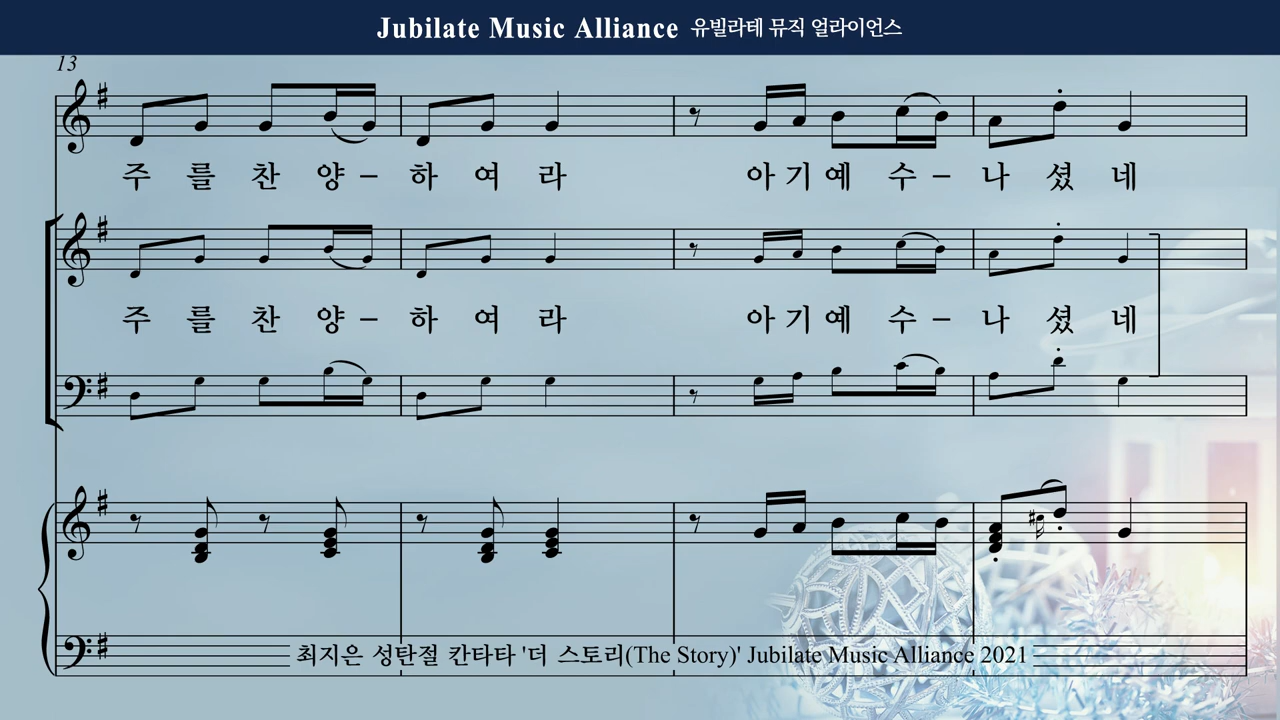 Jubilate Music Alliance 유빌라테 뮤직 얼라이언스
13
주 를 찬 양 - 하 여 라 아 기 예 수 - 나 셨 네
주 를 찬 양 - 하 여 라 아 기 예 수 - 나 셨 네
최지은 성탄절 칸타타 '더 스토리(The Story)' Jubilate Music Alliance 2021